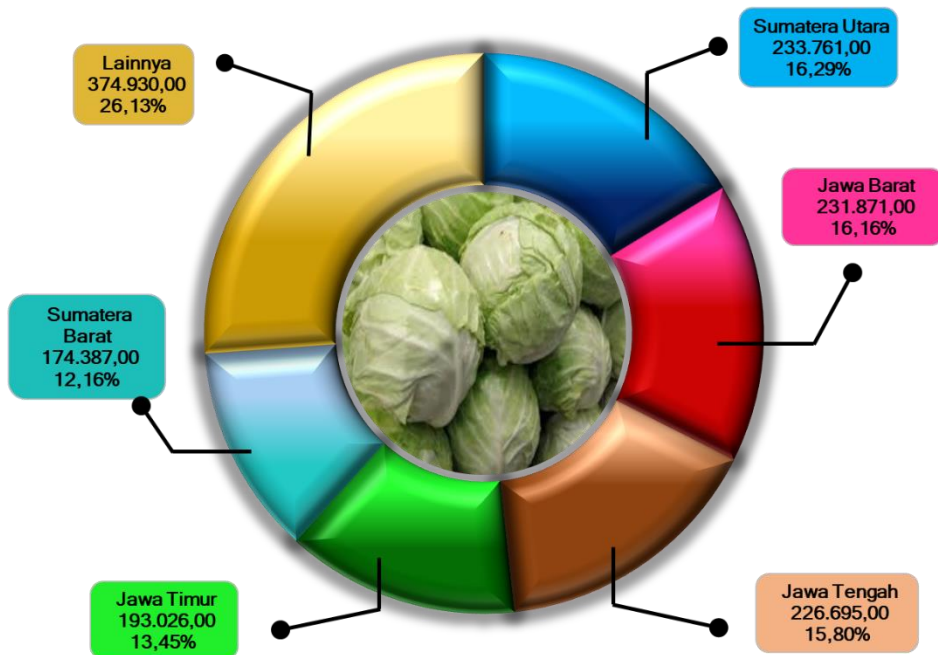 Sumatera Utara
233.761,00
16,29%
Lainnya
374.930,00
26,13%
Jawa Barat
231.871,00
16,16%
Sumatera
Barat
174.387,00
12,16%
Jawa Timur
193.026,00
13,45%
Jawa Tengah
226.695,00
15,80%